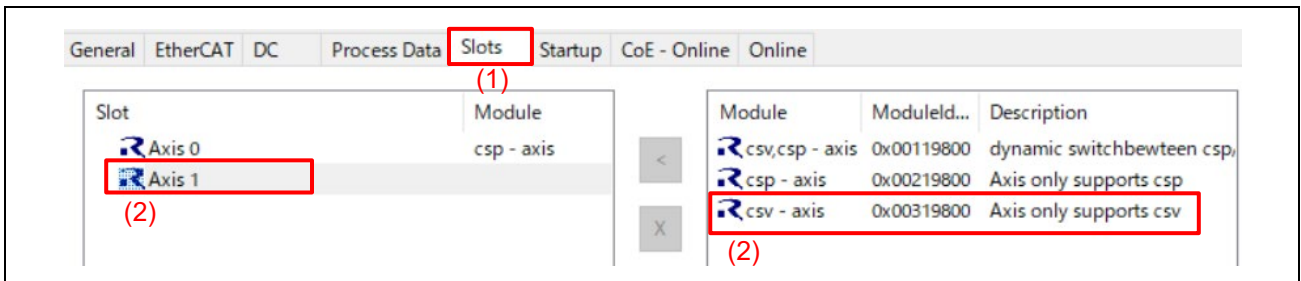 General EtherCAT DC Process Data Slots Startup CoE - Online Online
(1)
Slot Module
Axis 0 csp - axis
Axis 1
(2)
<
X
Module ModuleId... Description
csv,csp - axis 0x00119800 dynamic switchbewteen csp/
csp - axis 0x00219800 Axis only supports csp
csv - axis 0x00319800 Axis only supports csv
(2)